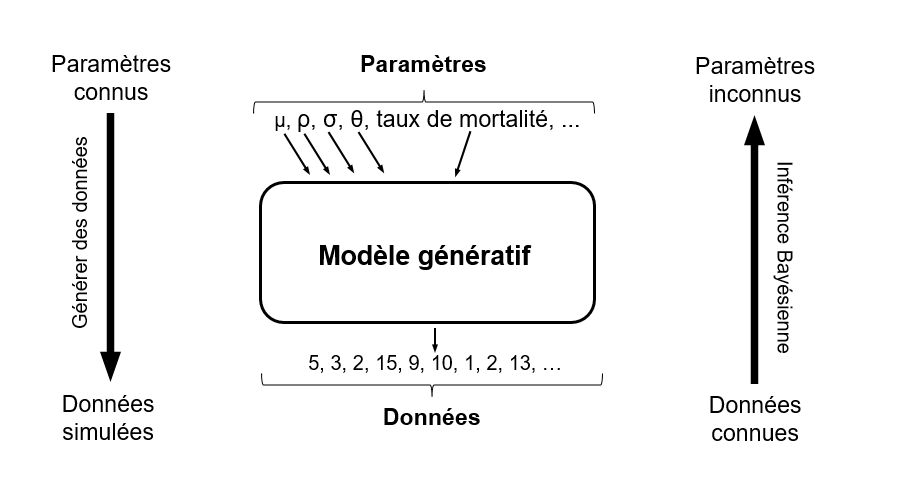 Paramètres
connus
Générer des données
Données
simulées
Paramètres
μ, ρ, σ, θ, taux de mortalité, ...
Modèle génératif
5, 3, 2, 15, 9, 10, 1, 2, 13, …
Données
Paramètres
inconnus
Inférence Bayésienne
Données
connues